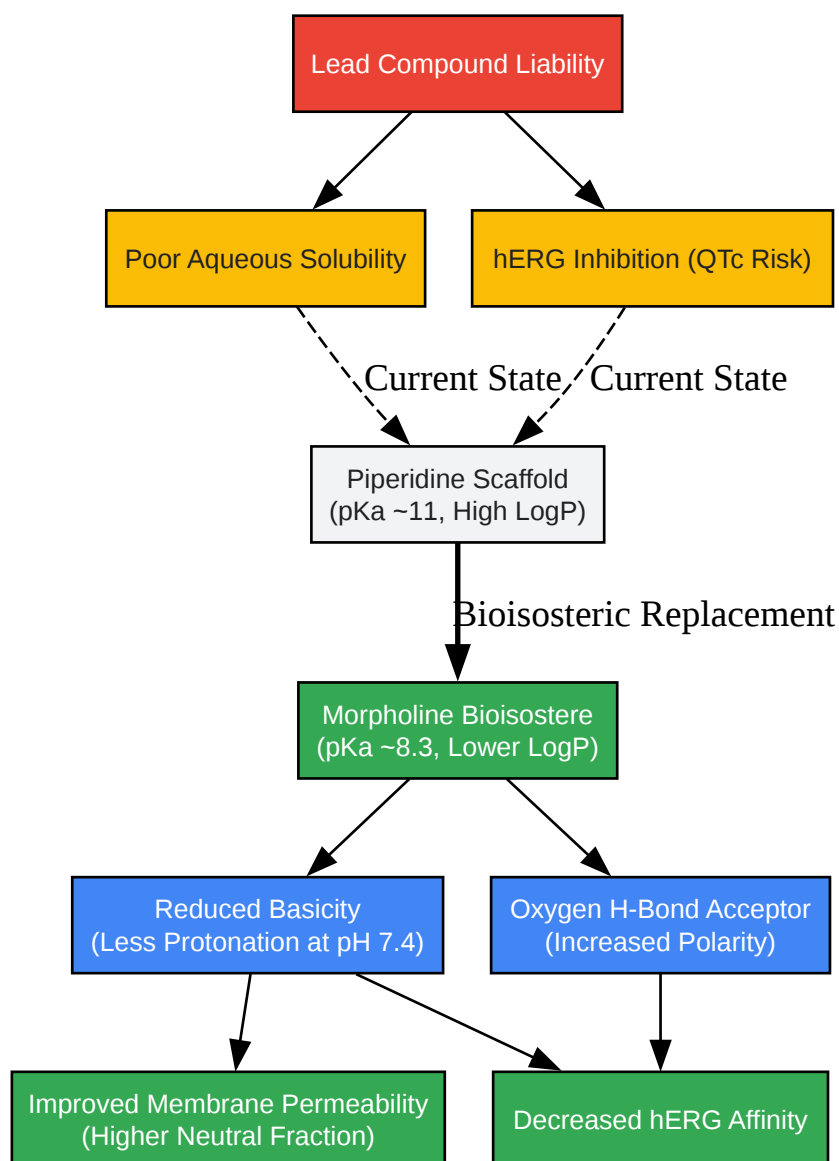 Lead Compound Liability
Poor Aqueous Solubility
hERG Inhibition (QTc Risk)
Current State
Current State
Piperidine Scaffold
(pKa ~11, High LogP)
Bioisosteric Replacement
Morpholine Bioisostere
(pKa ~8.3, Lower LogP)
Reduced Basicity
(Less Protonation at pH 7.4)
Oxygen H-Bond Acceptor
(Increased Polarity)
Improved Membrane Permeability
(Higher Neutral Fraction)
Decreased hERG Affinity